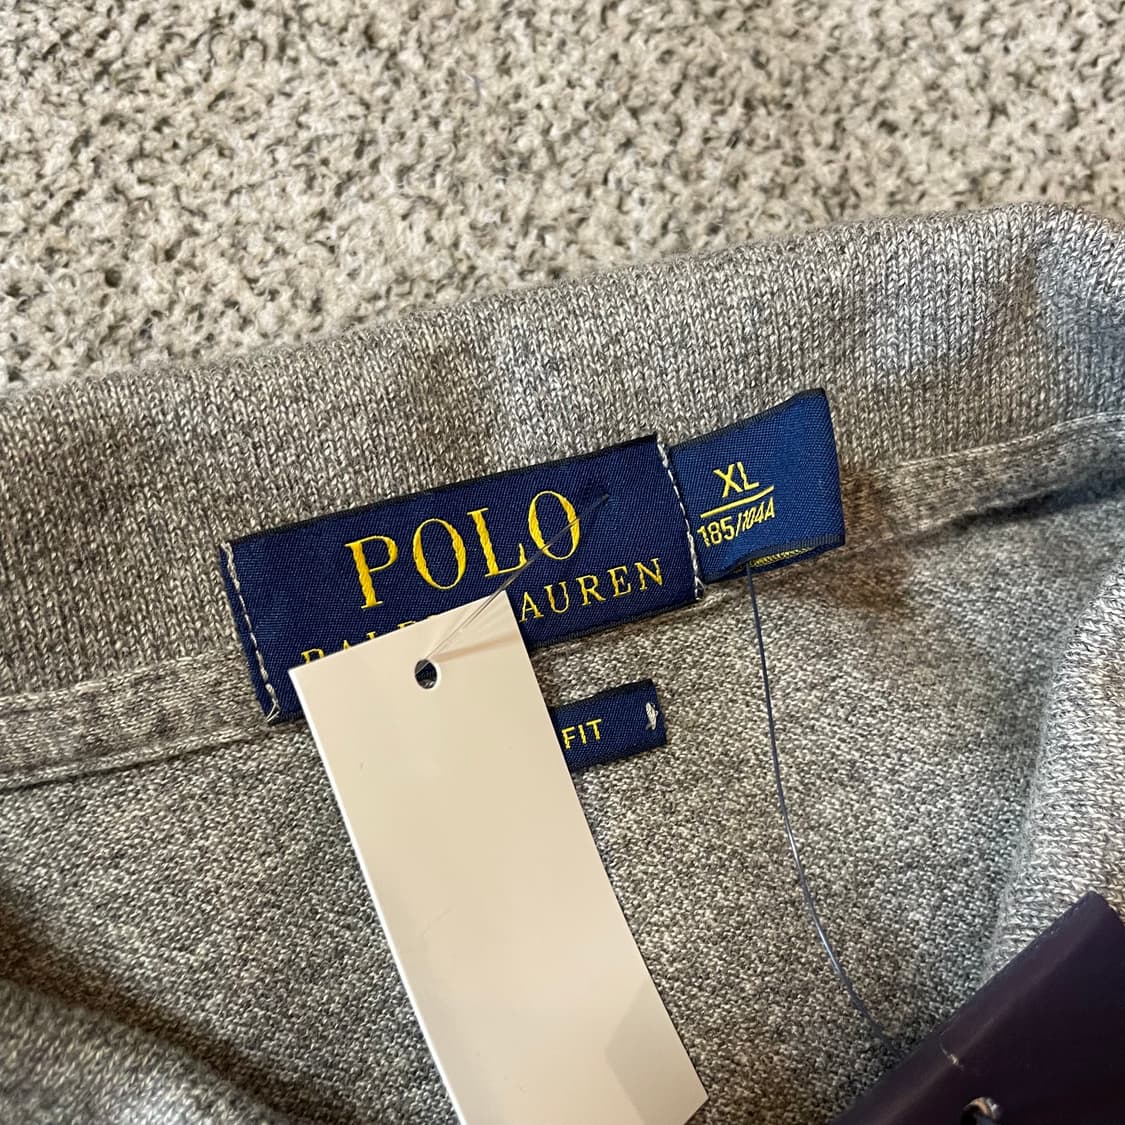 POLO
AUREN
XL
185/104A
FIT